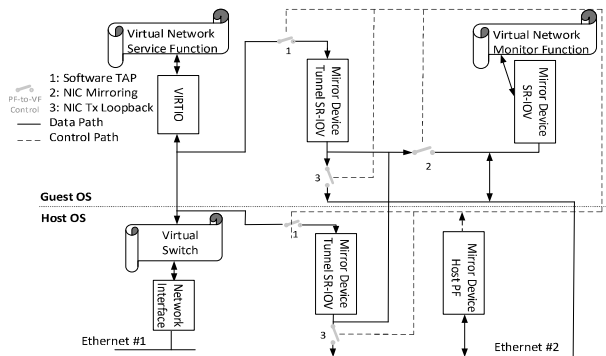 Virtual Network
Service Function
1
Virtual Network
Monitor Function
1: Software TAP
2: NIC Mirroring
3: NIC Tx Loopback
PF-to-VF
Control
Data Path
Control Path
VIRTIO
Mirror Device
Tunnel SR-IOV
Mirror Device
SR-IOV
2
3
Guest OS
Host OS
Virtual
Switch
1
Mirror Device
Tunnel SR-IOV
Mirror Device
Host PF
Network
Interface
3
Ethernet #1
Ethernet #2